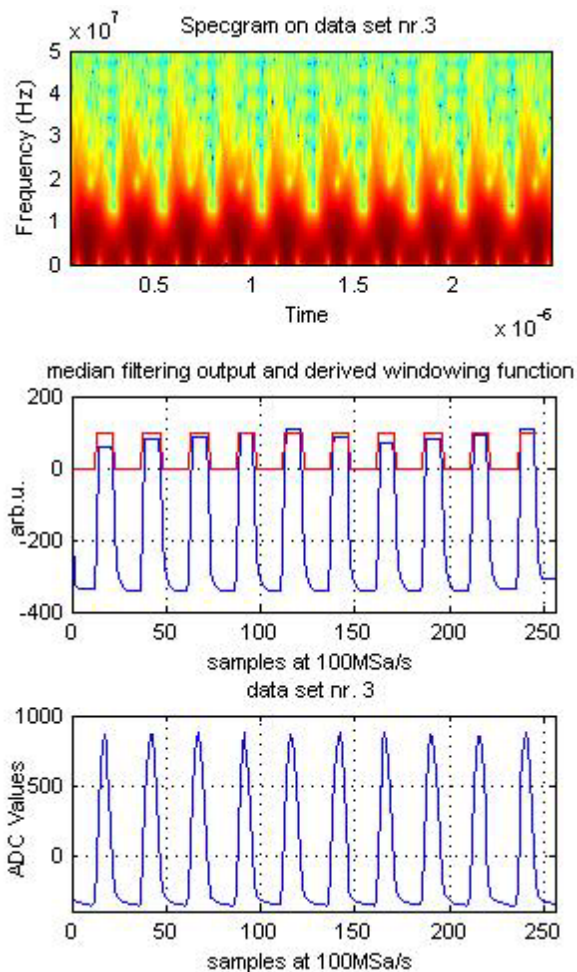 x 10^7
Specgram on data set nr.3
Frequency (Hz)
5
4
3
2
1
0
0.5 1 1.5 2
Time
x 10^-6
median filtering output and derived windowing function
arb.u.
200
0
-200
-400
0 50 100 150 200 250
samples at 100MSa/s
data set nr. 3
ADC Values
1000
500
0
0 50 100 150 200 250
samples at 100MSa/s